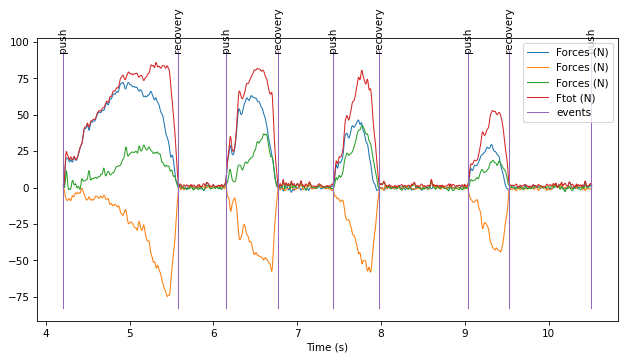 push
recovery
push
recovery
push
recovery
push
recovery
push
100
75
50
25
0
−25
−50
−75
Forces (N)
Forces (N)
Forces (N)
Ftot (N)
events
4
5
6
7
8
9
10
Time (s)